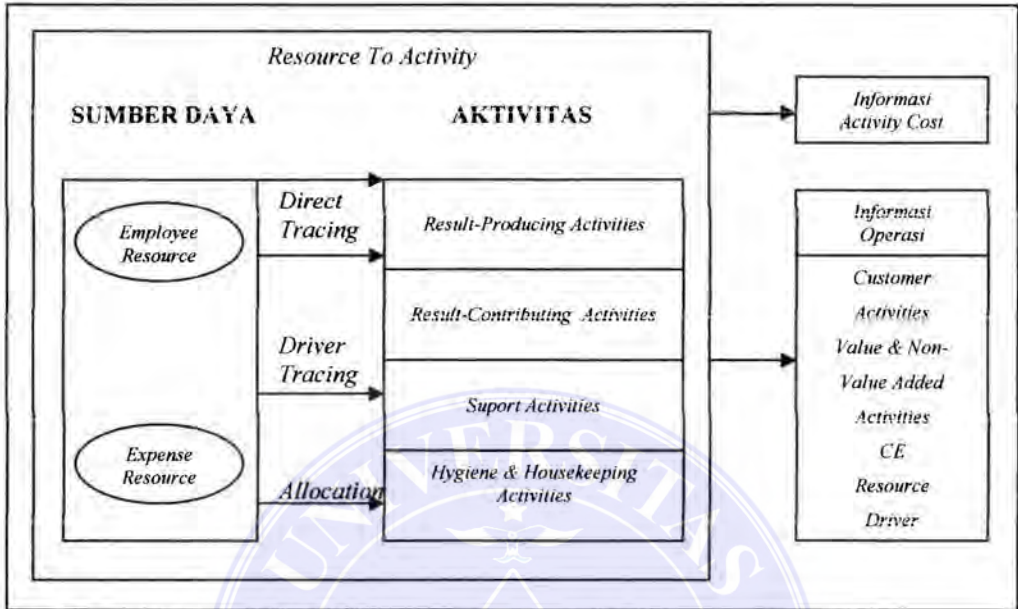 Resource To Activity
SUMBER DAYA
AKTIVITAS
Employee
Resource
Expense
Resource
Direct
Tracing
Driver
Tracing
Allocation
Result-Producing Activities
Result-Contributing Activities
Suport Activities
Hygiene & Housekeeping
Activities
Informasi
Activity Cost
Informasi
Operasi
Customer
Activities
Value & Non-
Value Added
Activities
CE
Resource
Driver
UNIVERSITAS